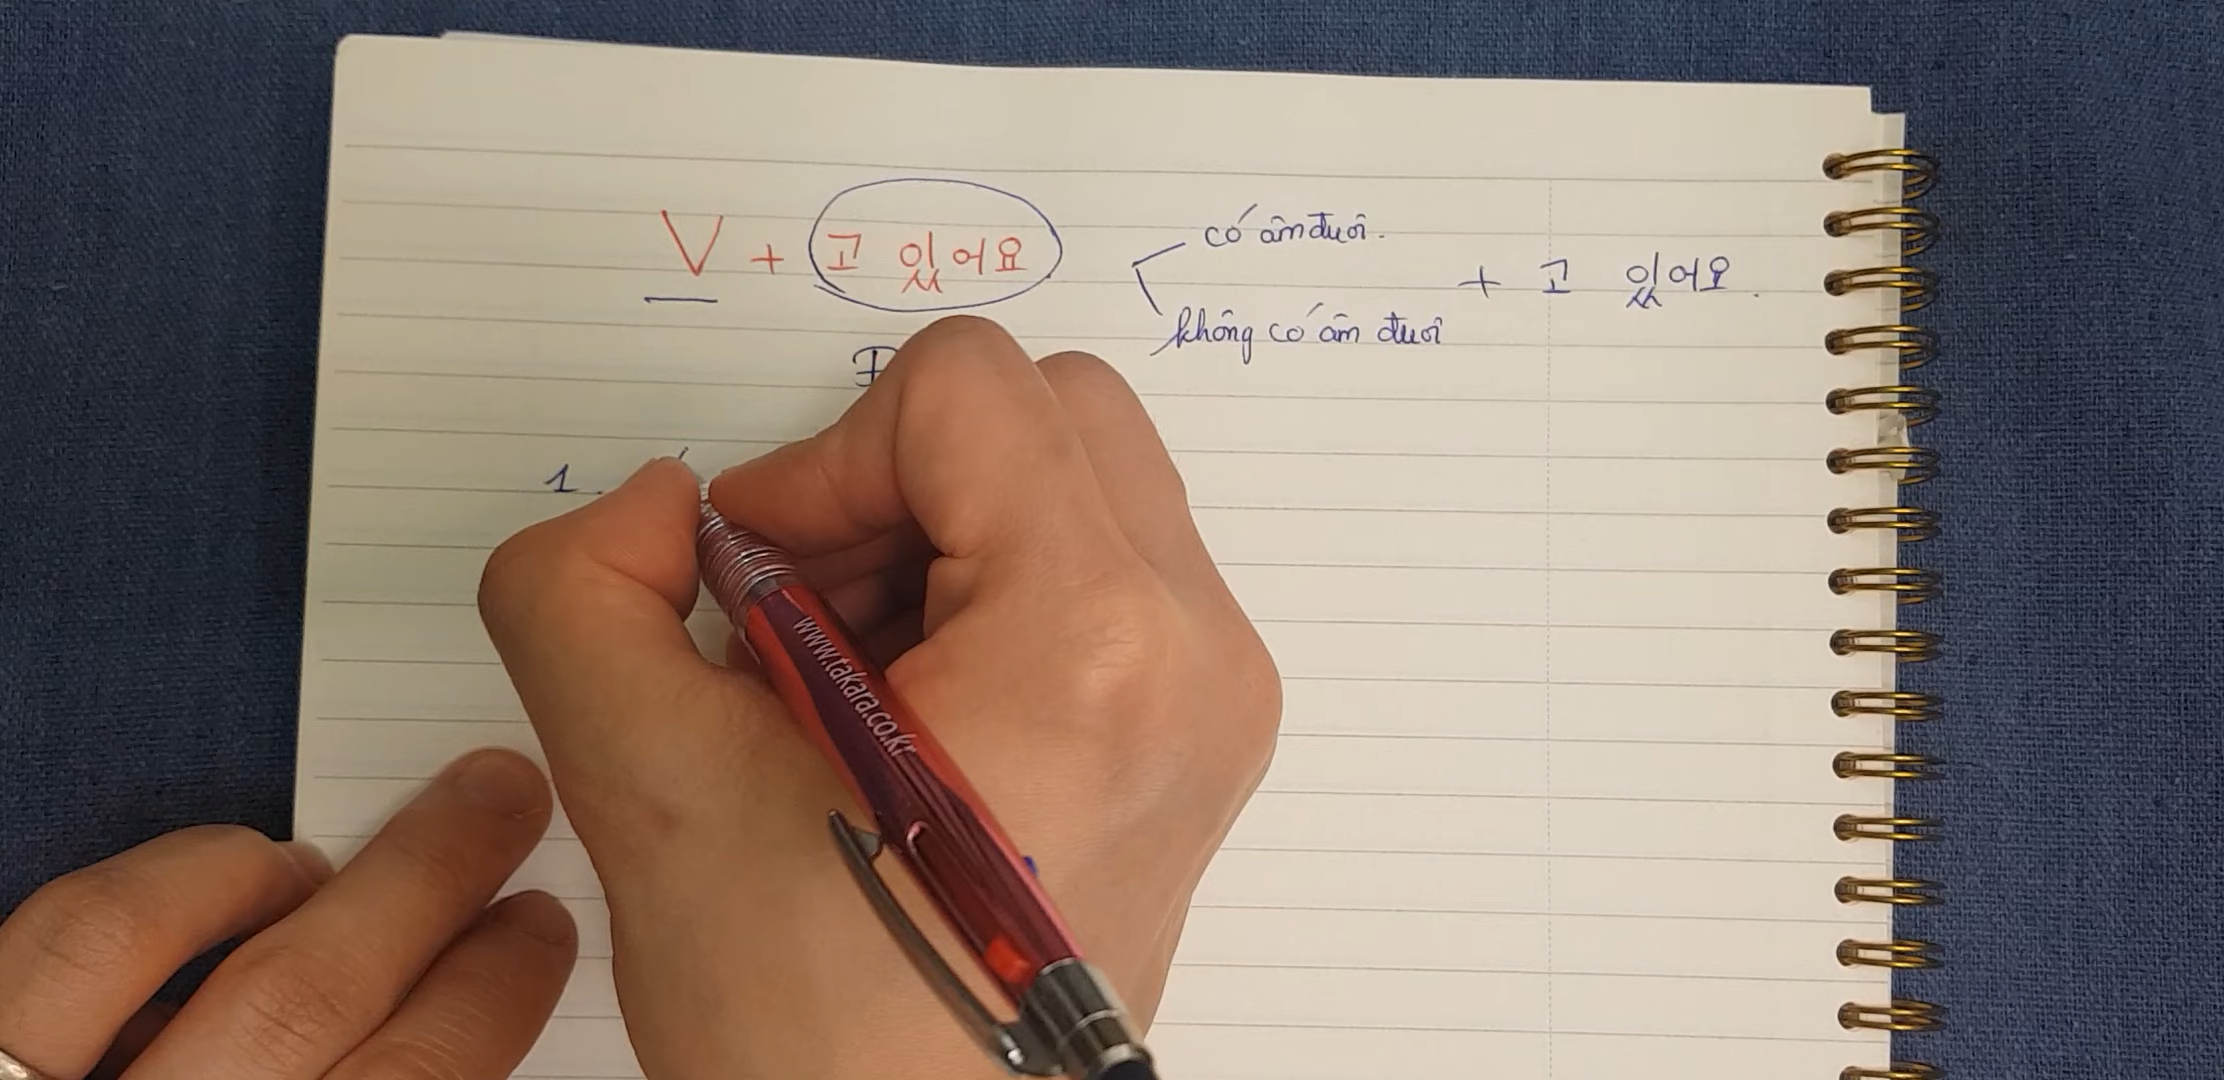 V + 고 있어요
có âm đuôi.
không có âm đuôi
+ 고 있어요.
1.
www.takara.co.kr